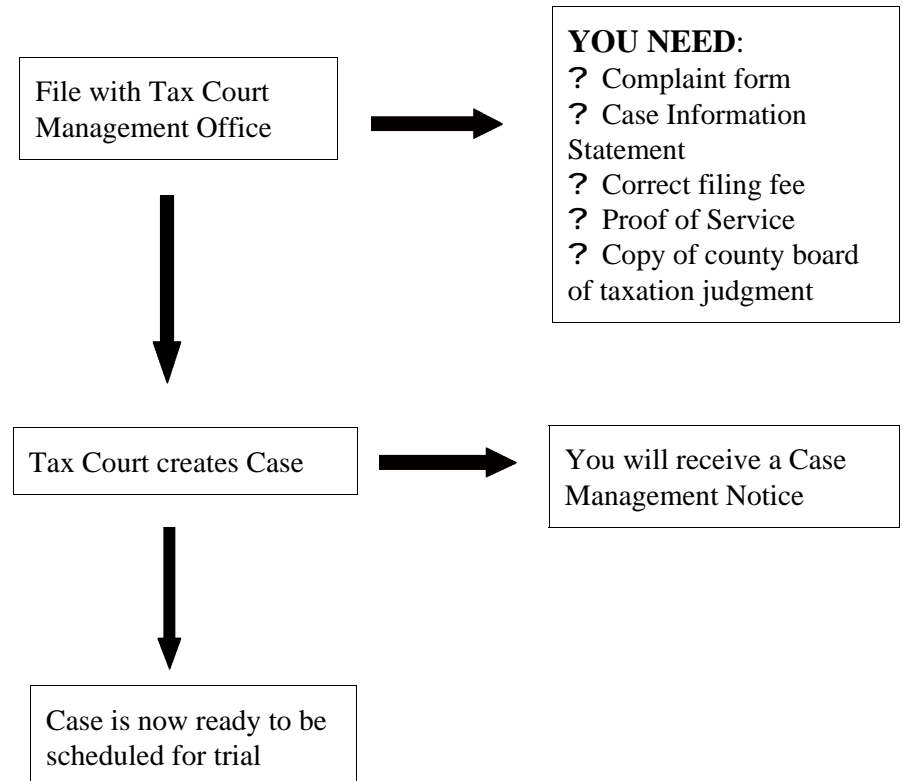 File with Tax Court
Management Office
YOU NEED:
? Complaint form
? Case Information
Statement
? Correct filing fee
? Proof of Service
? Copy of county board
of taxation judgment
Tax Court creates Case
You will receive a Case
Management Notice
Case is now ready to be
scheduled for trial